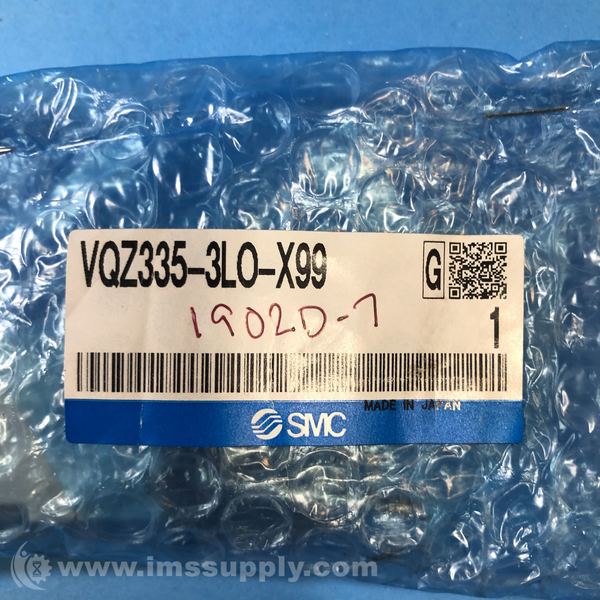 VQZ335-3LO-X99
G
1902D-7
1
MADE IN JAPAN
SMC
www.imssupply.com